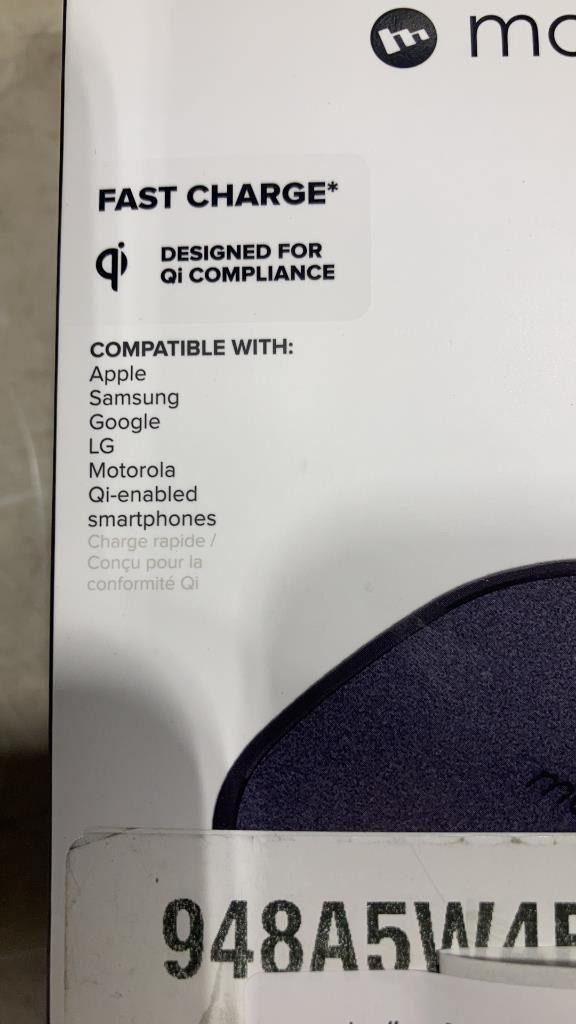 FAST CHARGE*
DESIGNED FOR
Qi COMPLIANCE
COMPATIBLE WITH:
Apple
Samsung
Google
LG
Motorola
Qi-enabled
smartphones
Charge rapide /
Conçu pour la
conformité Qi